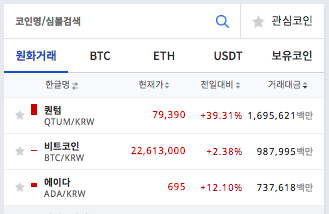 코인명/심볼검색
관심코인
원화거래 BTC ETH USDT 보유코인
한글명 현재가 전일대비 거래대금
퀀텀 79,390 +39.31% 1,695,621백만
QTUM/KRW
비트코인 22,613,000 +2.38% 987,995백만
BTC/KRW
에이다 695 +12.10% 737,618백만
ADA/KRW